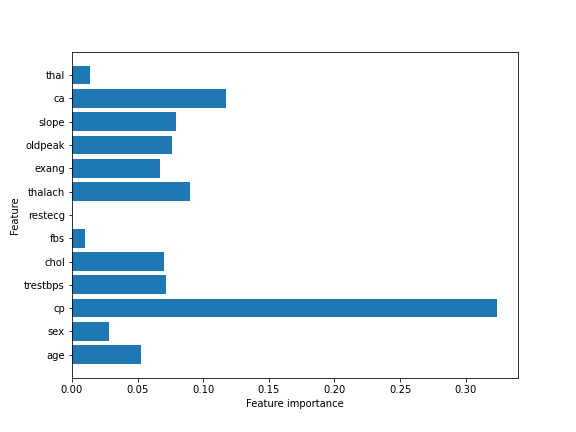 thal
ca
slope
oldpeak
exang
thalach
restecg
fbs
chol
trestbps
cp
sex
age
Feature
0.00 0.05 0.10 0.15 0.20 0.25 0.30
Feature importance